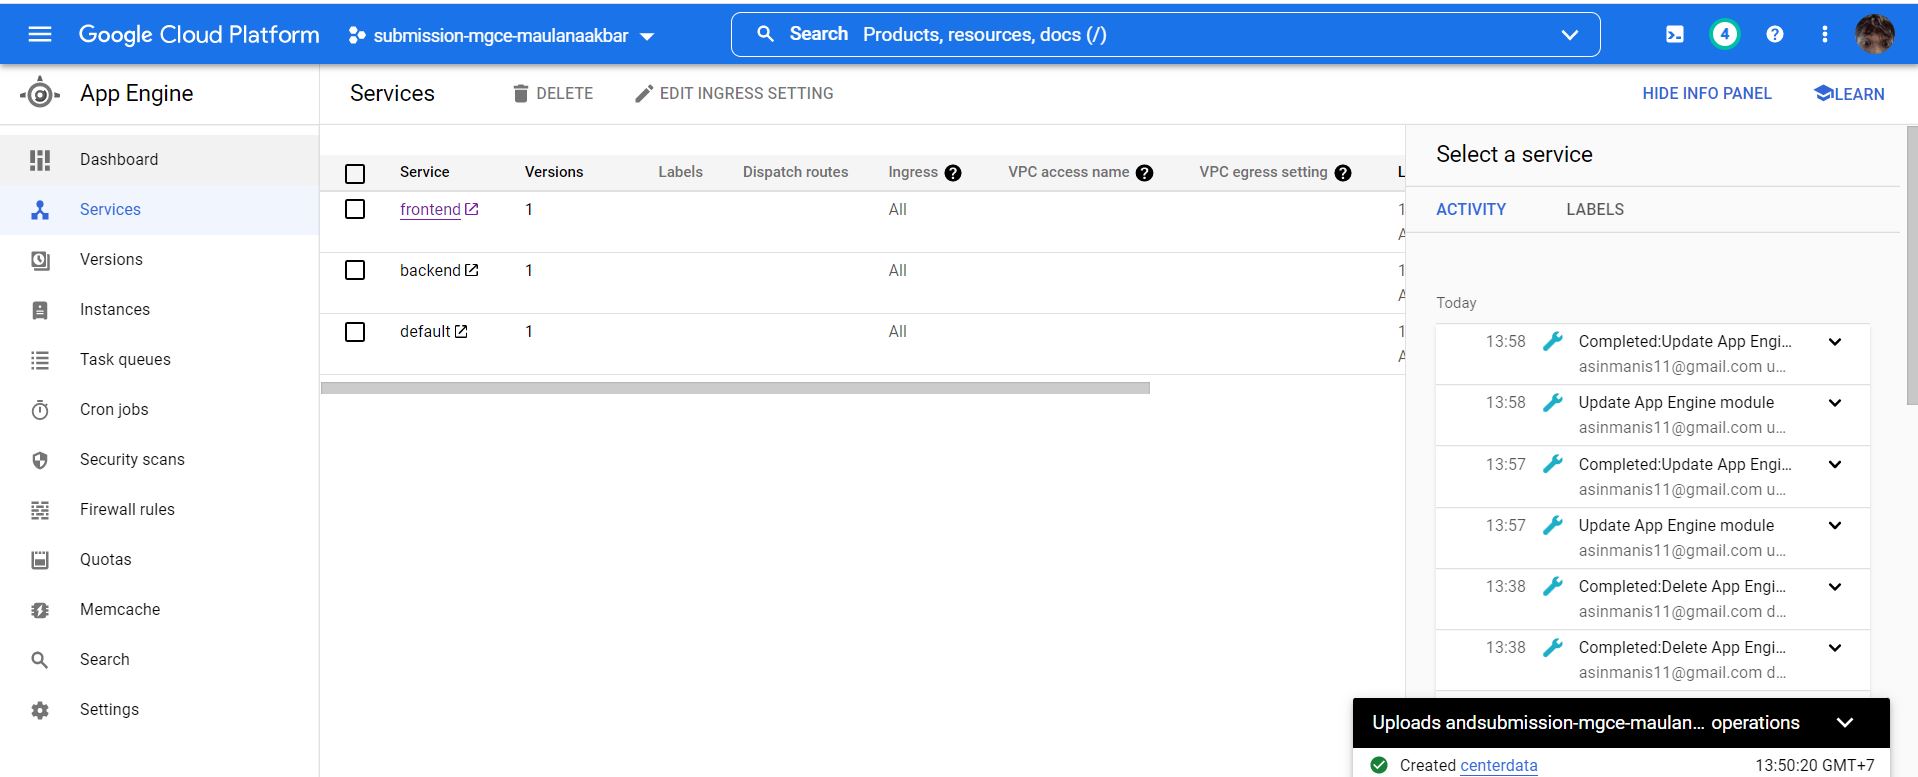 Google Cloud Platform submission-mgce-maulanaakbar Search Products, resources, docs (/) 4
App Engine Services DELETE EDIT INGRESS SETTING HIDE INFO PANEL LEARN
Dashboard
Services
Versions
Instances
Task queues
Cron jobs
Security scans
Firewall rules
Quotas
Memcache
Search
Settings
Service Versions Labels Dispatch routes Ingress VPC access name VPC egress setting L
frontend 1 All 1
A
backend 1 All 1
A
default 1 All 1
A
Select a service
ACTIVITY LABELS
Today
13:58 Completed:Update App Engi...
asinmanis11@gmail.com u...
13:58 Update App Engine module
asinmanis11@gmail.com u...
13:57 Completed:Update App Engi...
asinmanis11@gmail.com u...
13:57 Update App Engine module
asinmanis11@gmail.com u...
13:38 Completed:Delete App Engi...
asinmanis11@gmail.com d...
13:38 Completed:Delete App Engi...
asinmanis11@gmail.com d...
Uploads andsubmission-mgce-maulan... operations
Created centerdata 13:50:20 GMT+7